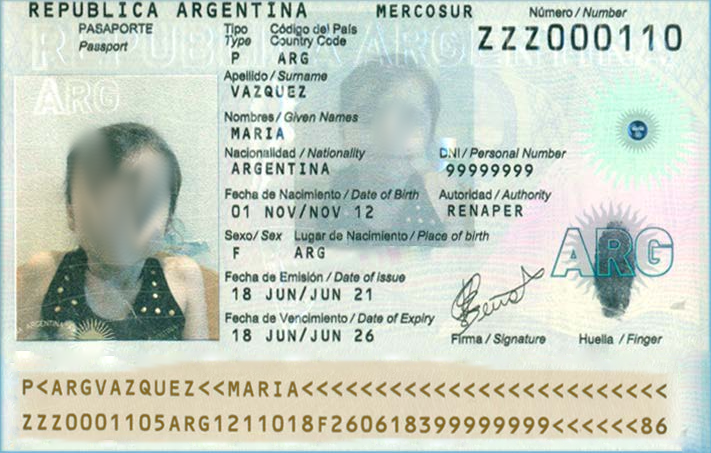 REPUBLICA ARGENTINA MERCOSUR Número / Number
PASAPORTE Tipo Código del País ZZZ000110
Passport Type Country Code
P ARG
Apellido / Surname
VAZQUEZ
ARG
Nombres / Given Names
MARIA
Nacionalidad / Nationality DNI / Personal Number
ARGENTINA 99999999
Fecha de Nacimiento / Date of Birth Autoridad / Authority
01 NOV/NOV 12 RENAPER
Sexo/ Sex Lugar de Nacimiento / Place of birth
F ARG
ARG
Fecha de Emisión / Date of Issue
18 JUN/JUN 21
Fecha de Vencimiento / Date of Expiry
18 JUN/JUN 26
Firma / Signature Huella / Finger
P<ARGVAZQUEZ<<MARIA<<<<<<<<<<<<<<<<<<<<<<<<<
ZZZ0001105ARG1211018F260618399999999<<<<<<86